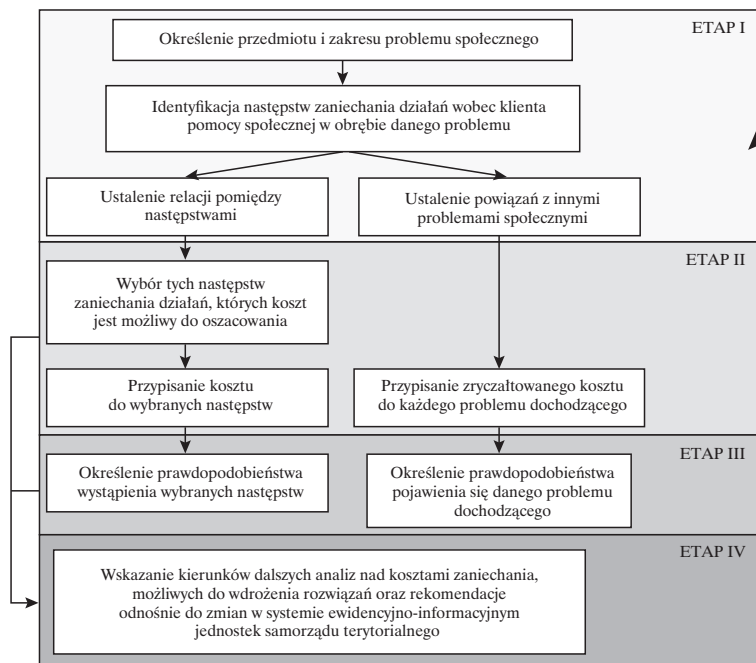 ETAP I
Określenie przedmiotu i zakresu problemu społecznego
Identyfikacja następstw zaniechania działań wobec klienta
pomocy społecznej w obrębie danego problemu
Ustalenie relacji pomiędzy
następstwami
Ustalenie powiązań z innymi
problemami społecznymi
ETAP II
Wybór tych następstw
zaniechania działań, których koszt
jest możliwy do oszacowania
Przypisanie kosztu
do wybranych następstw
Przypisanie zryczałtowanego kosztu
do każdego problemu dochodzącego
ETAP III
Określenie prawdopodobieństwa
wystąpienia wybranych następstw
Określenie prawdopodobieństwa
pojawienia się danego problemu
dochodzącego
ETAP IV
Wskazanie kierunków dalszych analiz nad kosztami zaniechania,
możliwych do wdrożenia rozwiązań oraz rekomendacje
odnośnie do zmian w systemie ewidencyjno-informacyjnym
jednostek samorządu terytorialnego